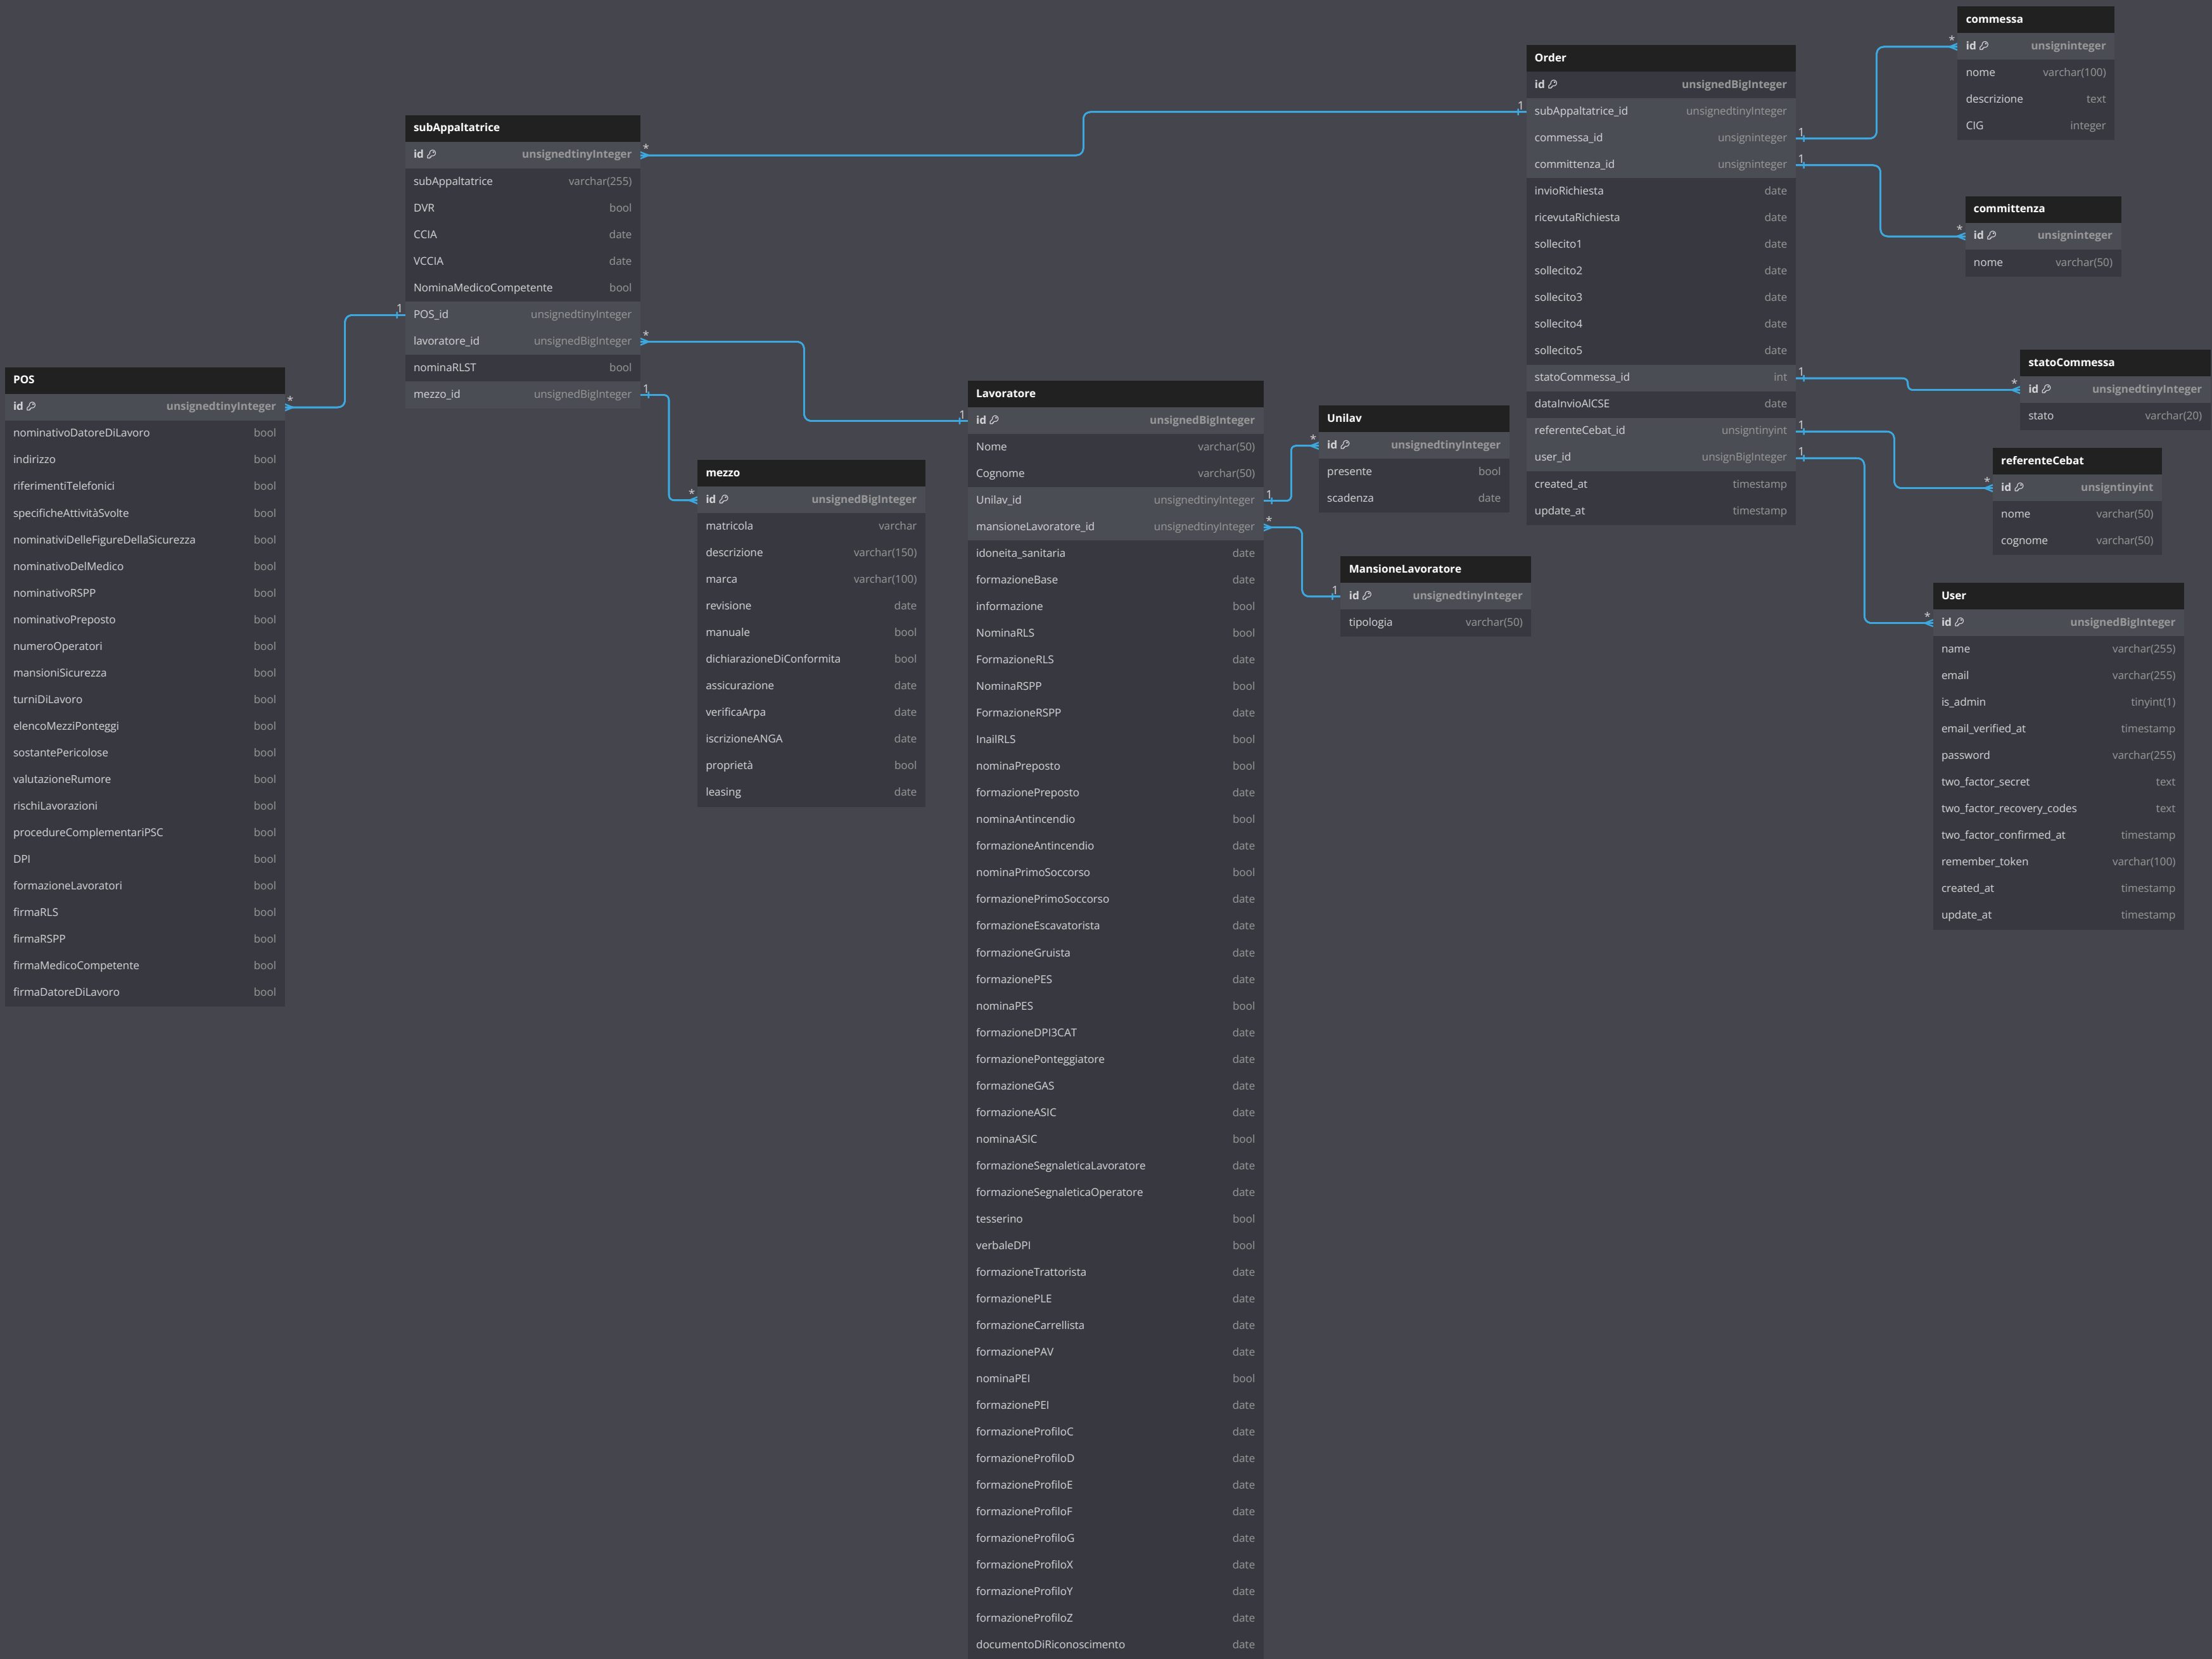 commessa
id unsigninteger
nome varchar(100)
descrizione text
CIG integer
Order
id unsignedBigInteger
subAppaltatrice_id unsignedtinyInteger
commessa_id unsigninteger
committenza_id unsigninteger
invioRichiesta date
ricevutaRichiesta date
sollecito1 date
sollecito2 date
sollecito3 date
sollecito4 date
sollecito5 date
statoCommessa_id int
dataInvioAlCSE date
referenteCebat_id unsigntinyint
user_id unsignBigInteger
created_at timestamp
update_at timestamp
subAppaltatrice
id unsignedtinyInteger
subAppaltatrice varchar(255)
DVR bool
CCIA date
VCCIA date
NominaMedicoCompetente bool
POS_id unsignedtinyInteger
lavoratore_id unsignedBigInteger
nominaRLST bool
mezzo_id unsignedBigInteger
committenza
id unsigninteger
nome varchar(50)
statoCommessa
id unsignedtinyInteger
stato varchar(20)
POS
id unsignedtinyInteger
nominativoDatoreDiLavoro bool
indirizzo bool
riferimentiTelefonici bool
specificheAttivitàSvolte bool
nominativiDelleFigureDellaSicurezza bool
nominativoDelMedico bool
nominativoRSPP bool
nominativoPreposto bool
numeroOperatori bool
mansioniSicurezza bool
turniDiLavoro bool
elencoMezziPonteggi bool
sostantePericolose bool
valutazioneRumore bool
rischiLavorazioni bool
procedureComplementariPSC bool
DPI bool
formazioneLavoratori bool
firmaRLS bool
firmaRSPP bool
firmaMedicoCompetente bool
firmaDatoreDiLavoro bool
mezzo
id unsignedBigInteger
matricola varchar
descrizione varchar(150)
marca varchar(100)
revisione date
manuale bool
dichiarazioneDiConformita bool
assicurazione date
verificaArpa date
iscrizioneANGA date
proprietà bool
leasing date
Lavoratore
id unsignedBigInteger
Nome varchar(50)
Cognome varchar(50)
Unilav_id unsignedtinyInteger
mansioneLavoratore_id unsignedtinyInteger
idoneita_sanitaria date
formazioneBase date
informazione bool
NominaRLS bool
FormazioneRLS date
NominaRSPP bool
FormazioneRSPP date
InailRLS bool
nominaPreposto bool
formazionePreposto date
nominaAntincendio bool
formazioneAntincendio date
nominaPrimoSoccorso bool
formazionePrimoSoccorso date
formazioneEscavatorista date
formazioneGruista date
formazionePES date
nominaPES bool
formazioneDPI3CAT date
formazionePonteggiatore date
formazioneGAS date
formazioneASIC date
nominaASIC bool
formazioneSegnaleticaLavoratore date
formazioneSegnaleticaOperatore date
tesserino bool
verbaleDPI bool
formazioneTrattorista date
formazionePLE date
formazioneCarrellista date
formazionePAV date
nominaPEI bool
formazionePEI date
formazioneProfiloC date
formazioneProfiloD date
formazioneProfiloE date
formazioneProfiloF date
formazioneProfiloG date
formazioneProfiloX date
formazioneProfiloY date
formazioneProfiloZ date
documentoDiRiconoscimento date
Unilav
id unsignedtinyInteger
presente bool
scadenza date
MansioneLavoratore
id unsignedtinyInteger
tipologia varchar(50)
referenteCebat
id unsigntinyint
nome varchar(50)
cognome varchar(50)
User
id unsignedBigInteger
name varchar(255)
email varchar(255)
is_admin tinyint(1)
email_verified_at timestamp
password varchar(255)
two_factor_secret text
two_factor_recovery_codes text
two_factor_confirmed_at timestamp
remember_token varchar(100)
created_at timestamp
update_at timestamp